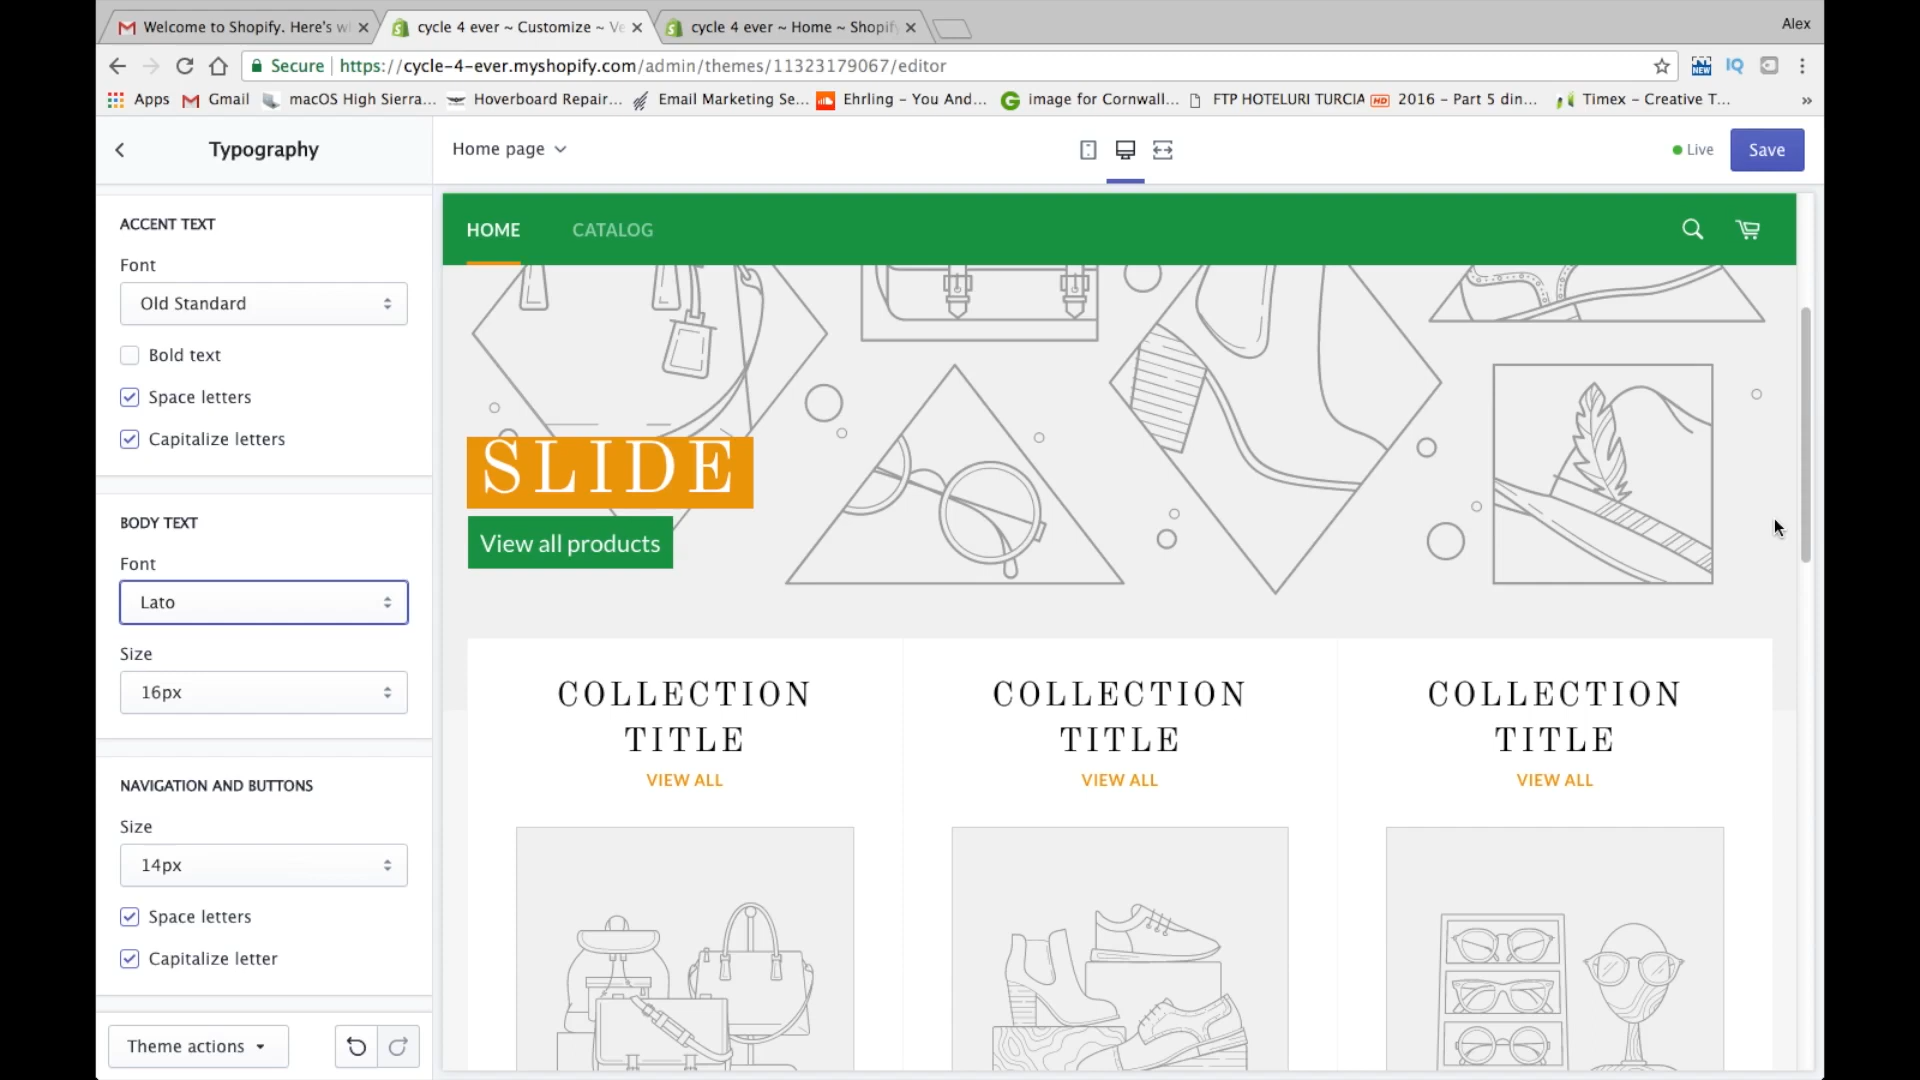 Welcome to Shopify. Here's w
cycle 4 ever ~ Customize ~ Ve
cycle 4 ever ~ Home ~ Shopif
Alex
Secure https://cycle-4-ever.myshopify.com/admin/themes/11323179067/editor
NEW
IQ
Apps
Gmail
macOS High Sierra...
Hoverboard Repair...
Email Marketing Se...
Ehrling - You And...
image for Cornwall...
FTP HOTELURI TURCIA
HD 2016 - Part 5 din...
Timex - Creative T...
»
Typography
Home page
Live
Save
ACCENT TEXT
Font
Old Standard
Bold text
Space letters
Capitalize letters
BODY TEXT
Font
Lato
Size
16px
NAVIGATION AND BUTTONS
Size
14px
Space letters
Capitalize letter
Theme actions
HOME
CATALOG
SLIDE
View all products
COLLECTION
TITLE
VIEW ALL
COLLECTION
TITLE
VIEW ALL
COLLECTION
TITLE
VIEW ALL